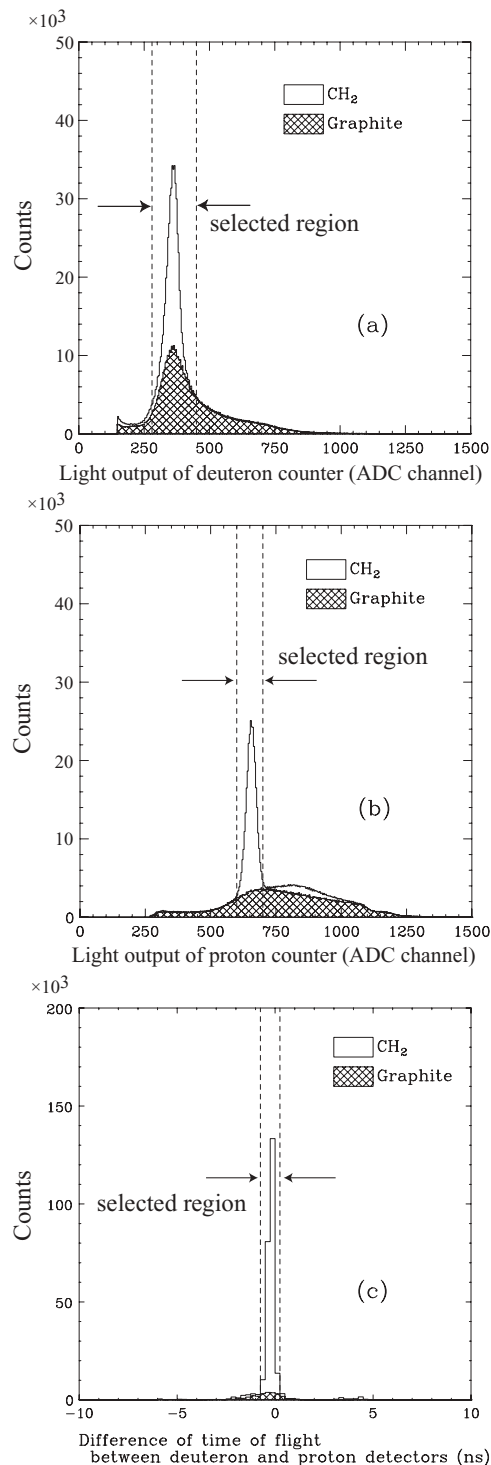 ×10³
50
40
30
20
10
0
Counts
CH₂
Graphite
selected region
(a)
0 250 500 750 1000 1250 1500
Light output of deuteron counter (ADC channel)
×10³
50
40
30
20
10
0
Counts
CH₂
Graphite
selected region
(b)
0 250 500 750 1000 1250 1500
Light output of proton counter (ADC channel)
×10³
200
150
100
50000
0
Counts
CH₂
Graphite
selected region
(c)
-10 -5 0 5 10
Difference of time of flight
between deuteron and proton detectors (ns)